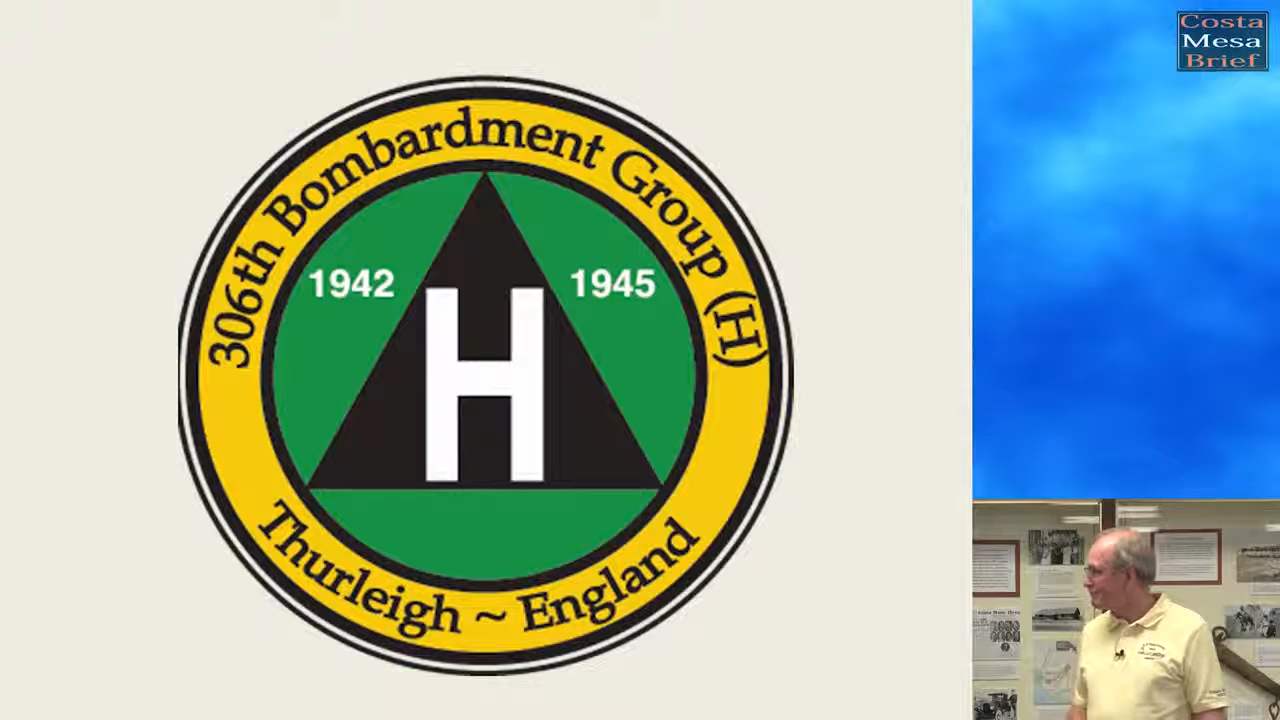 306th Bombardment Group (H)
1942
1945
H
Thurleigh ~ England
Costa
Mesa
Brief